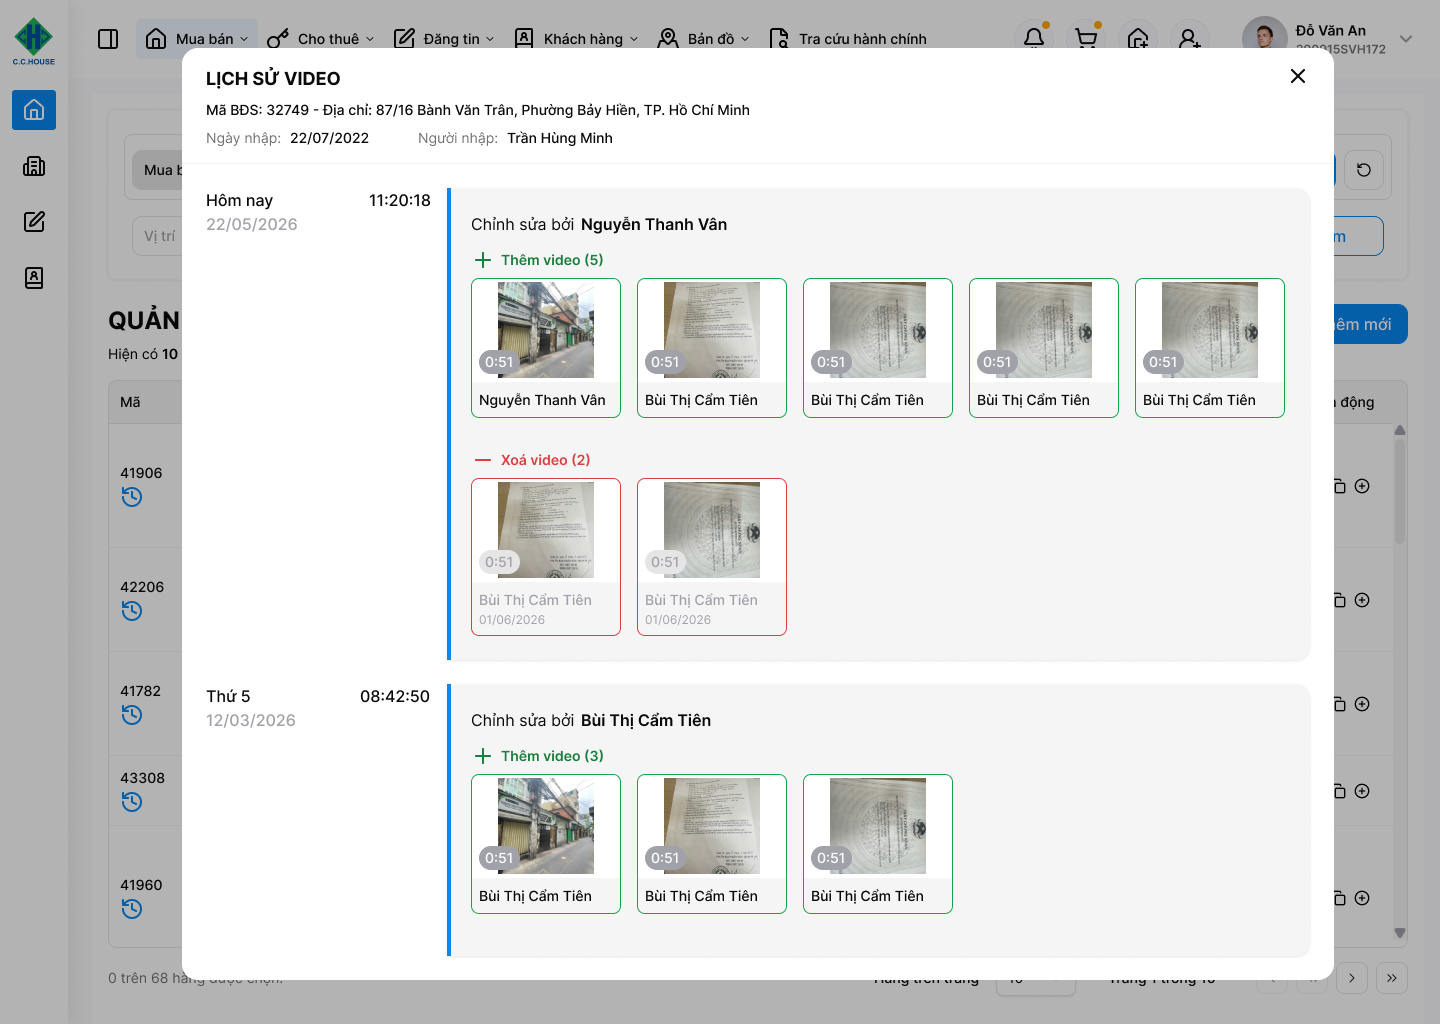 C.C.HOUSE
Mua bán
Cho thuê
Đăng tin
Khách hàng
Bản đồ
Tra cứu hành chính
Đỗ Văn An
LỊCH SỬ VIDEO
Mã BĐS: 32749 - Địa chỉ: 87/16 Bành Văn Trân, Phường Bảy Hiền, TP. Hồ Chí Minh
Ngày nhập: 22/07/2022 Người nhập: Trần Hùng Minh
Mua
Vị trí
QUẢN
Hiện có 10
Mã
động
mới
41906
42206
41782
43308
41960
Hôm nay 11:20:18
22/05/2026
Chỉnh sửa bởi Nguyễn Thanh Vân
Thêm video (5)
0:51 0:51 0:51 0:51 0:51
Nguyễn Thanh Vân Bùi Thị Cẩm Tiên Bùi Thị Cẩm Tiên Bùi Thị Cẩm Tiên Bùi Thị Cẩm Tiên
Xoá video (2)
0:51 0:51
Bùi Thị Cẩm Tiên Bùi Thị Cẩm Tiên
01/06/2026 01/06/2026
Thứ 5 08:42:50
12/03/2026
Chỉnh sửa bởi Bùi Thị Cẩm Tiên
Thêm video (3)
0:51 0:51 0:51
Bùi Thị Cẩm Tiên Bùi Thị Cẩm Tiên Bùi Thị Cẩm Tiên
0 trên 68 hàng được chọn.